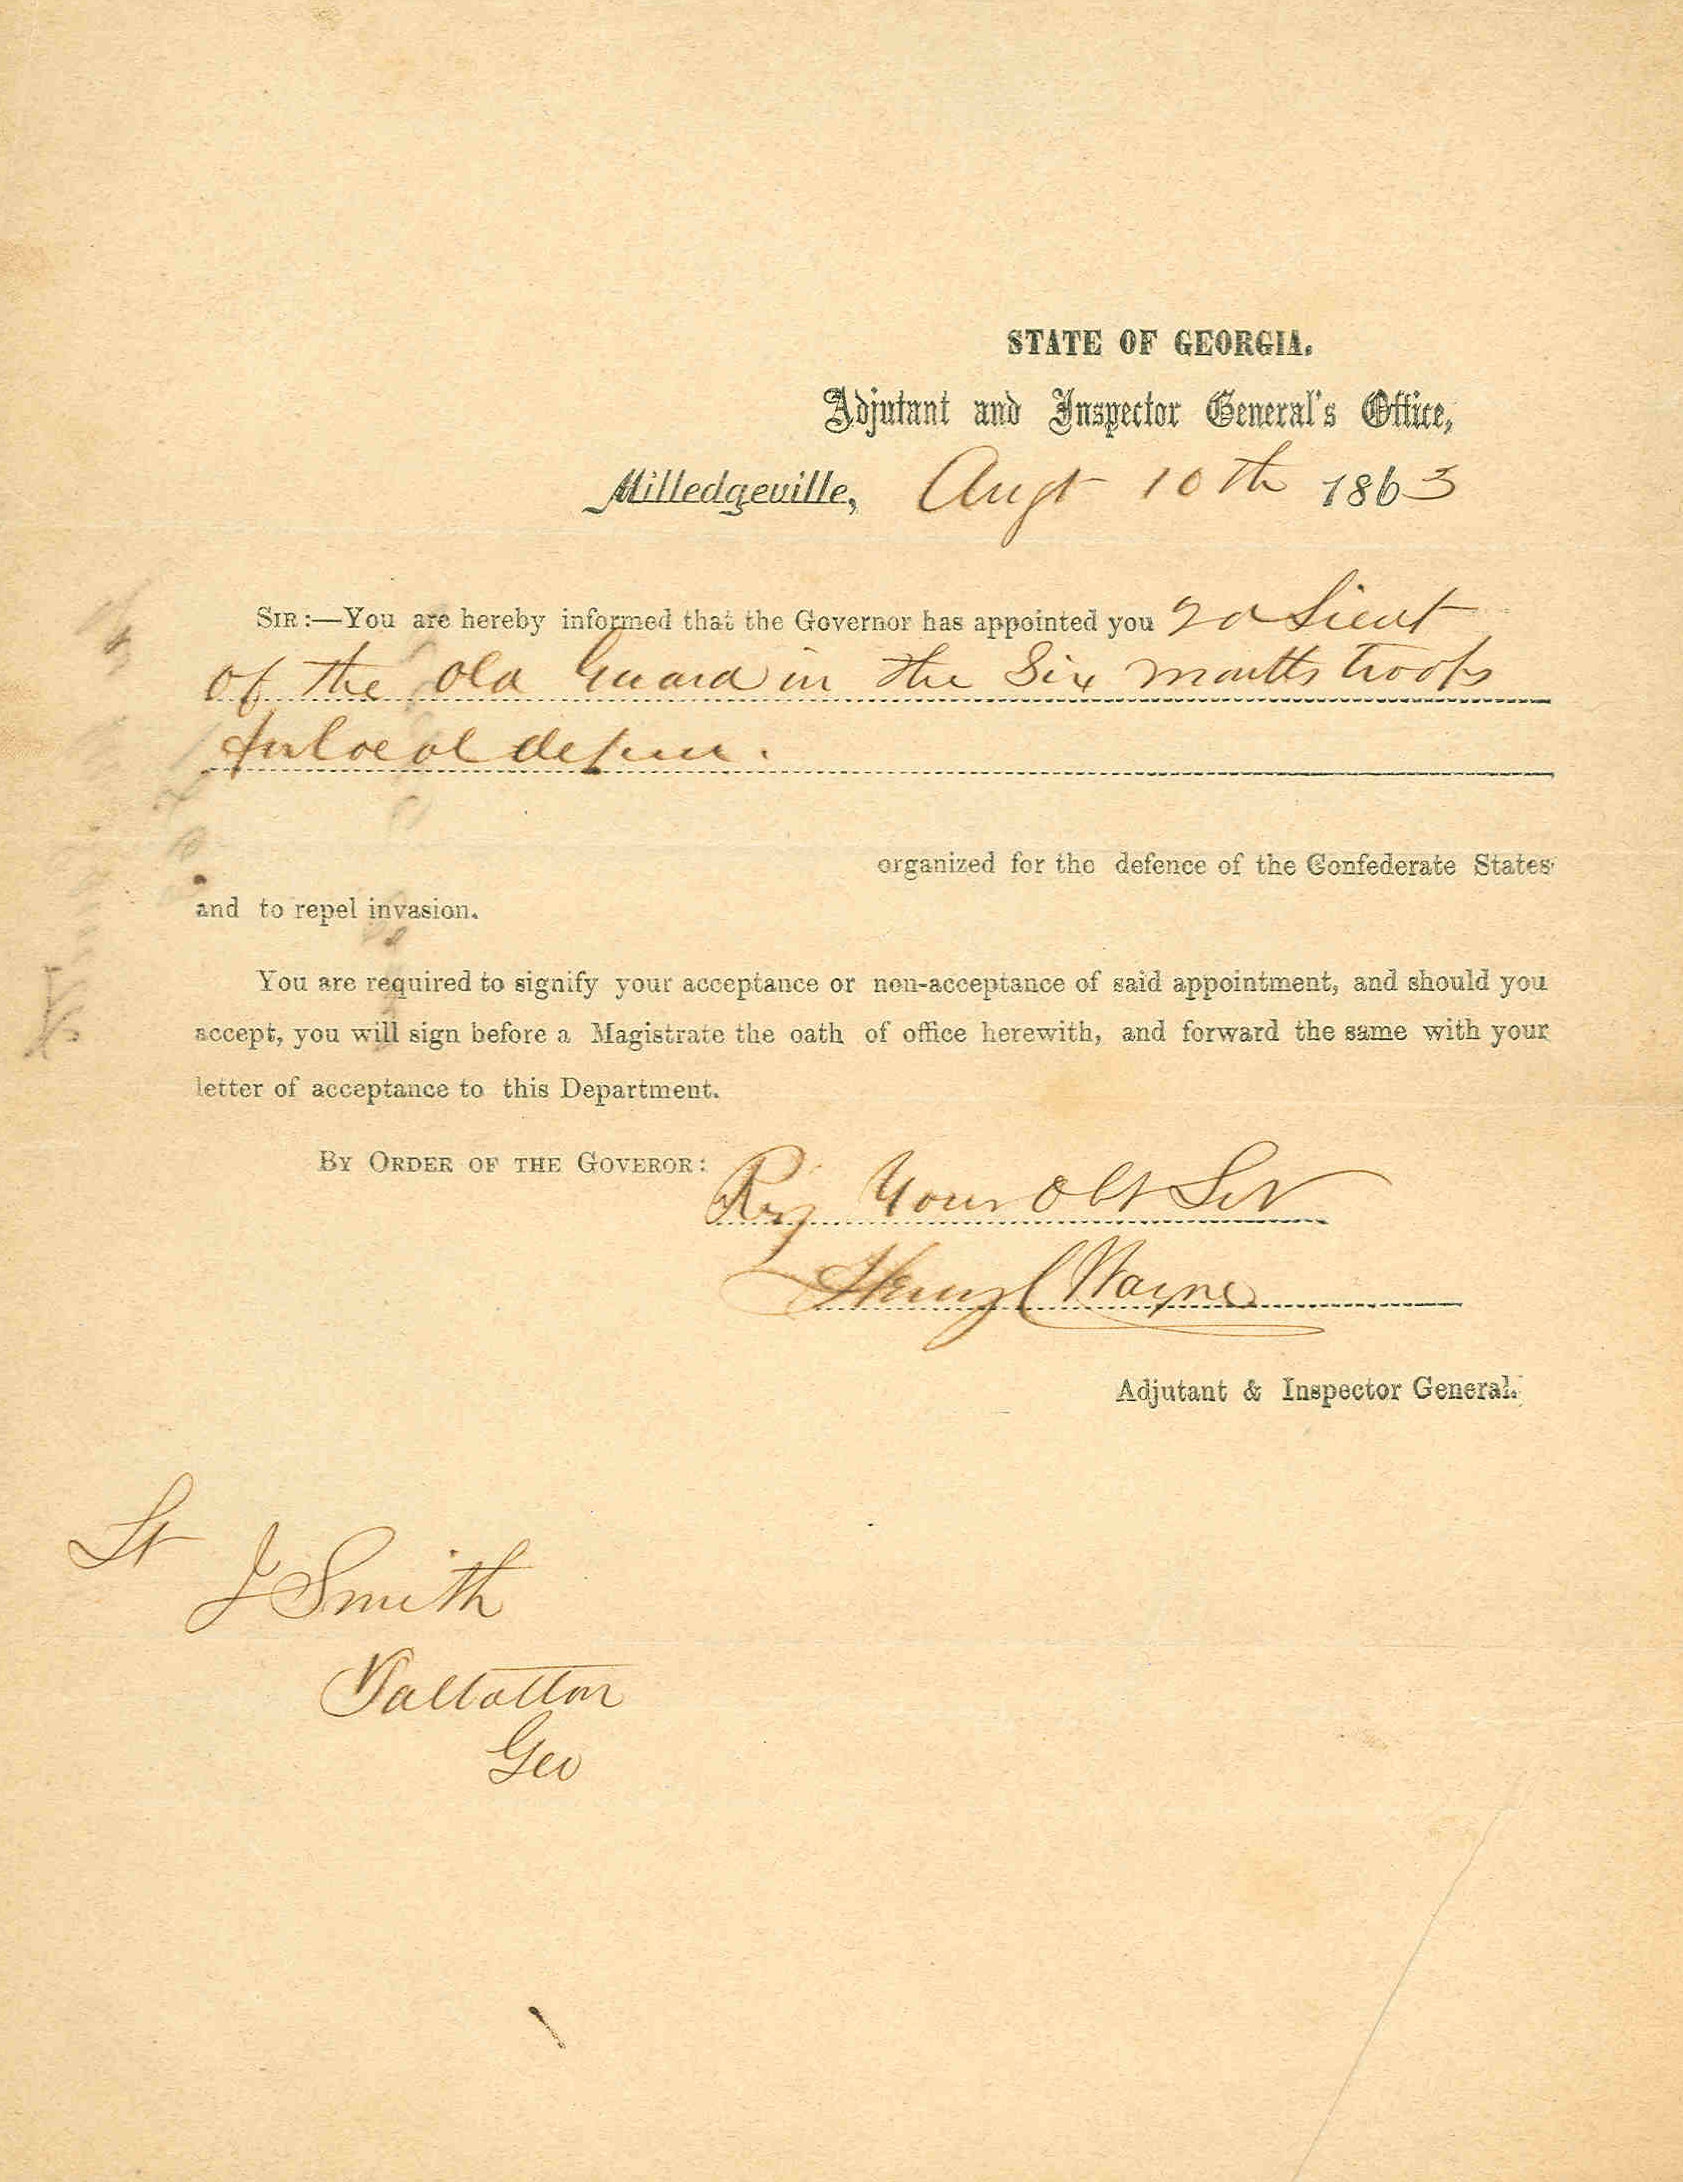 STATE OF GEORGIA.
Adjutant and Inspector General's Office,
Milledgeville, Augt 10th 1863
SIR:—You are hereby informed that the Governor has appointed you 2d Lieut
of the Old Guard in the Six months troops
for local defence.
organized for the defence of the Confederate States
and to repel invasion.
You are required to signify your acceptance or non-acceptance of said appointment, and should you
accept, you will sign before a Magistrate the oath of office herewith, and forward the same with your
letter of acceptance to this Department.
BY ORDER OF THE GOVEROR:
Resy Your Obt Sevt
Henry C Wayne
Adjutant & Inspector General.
Lt
J Smith
Talbotton
Geo